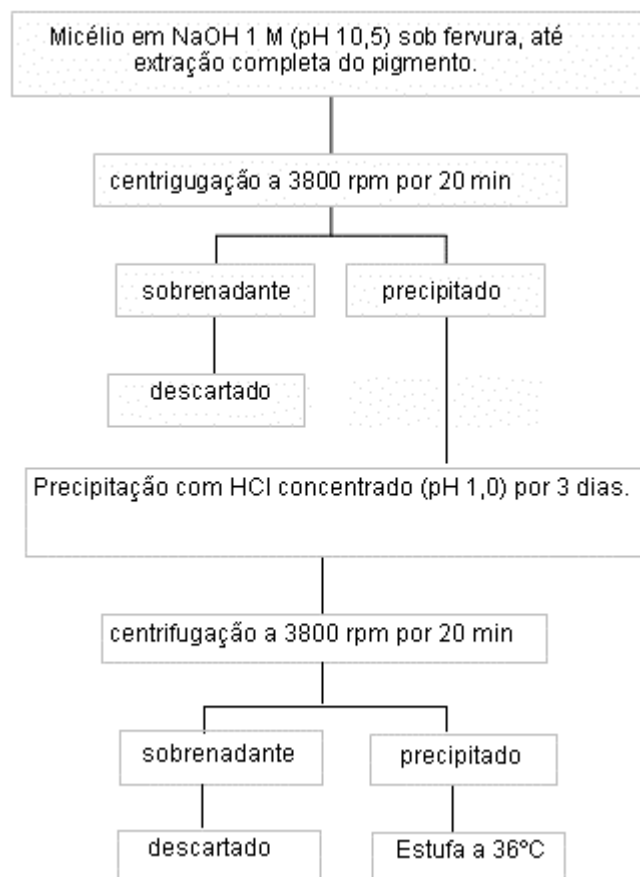 Micélio em NaOH 1 M (pH 10,5) sob fervura, até
extração completa do pigmento.
centrigugação a 3800 rpm por 20 min
sobrenadante
precipitado
descartado
Precipitação com HCl concentrado (pH 1,0) por 3 dias.
centrifugação a 3800 rpm por 20 min
sobrenadante
precipitado
descartado
Estufa a 36ºC